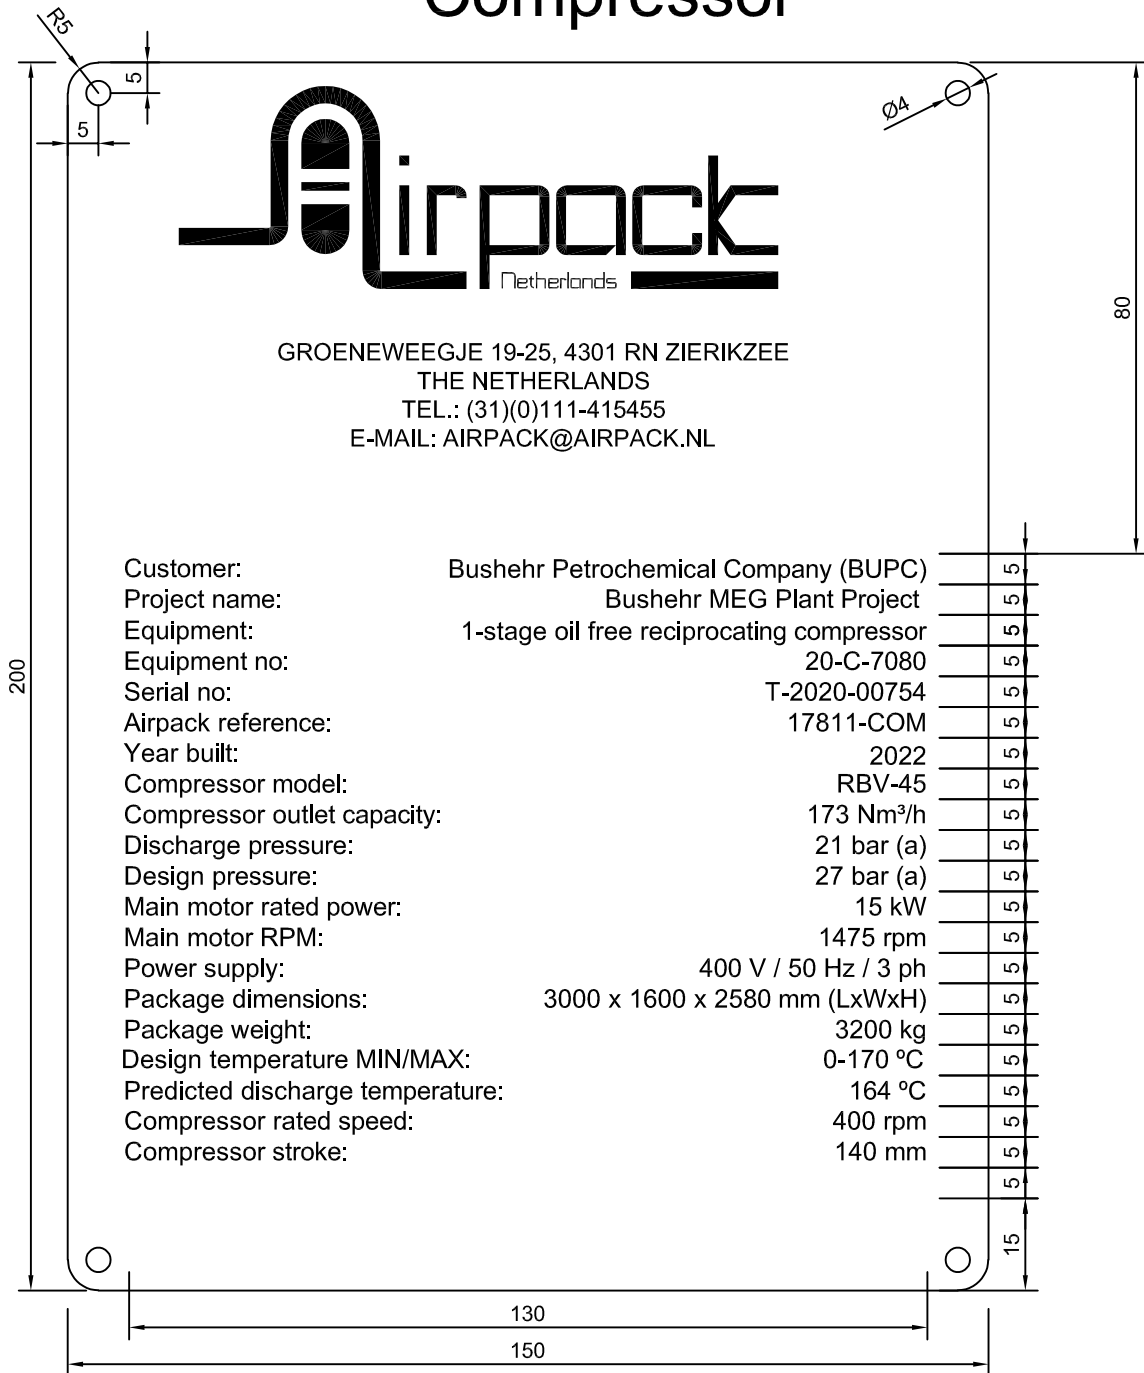 Compressor
R5
5
5
Ø4
Airpack
Netherlands
80
GROENEWEEGJE 19-25, 4301 RN ZIERIKZEE
THE NETHERLANDS
TEL.: (31)(0)111-415455
E-MAIL: AIRPACK@AIRPACK.NL
200
Customer: Bushehr Petrochemical Company (BUPC) 5
Project name: Bushehr MEG Plant Project 5
Equipment: 1-stage oil free reciprocating compressor 5
Equipment no: 20-C-7080 5
Serial no: T-2020-00754 5
Airpack reference: 17811-COM 5
Year built: 2022 5
Compressor model: RBV-45 5
Compressor outlet capacity: 173 Nm³/h 5
Discharge pressure: 21 bar (a) 5
Design pressure: 27 bar (a) 5
Main motor rated power: 15 kW 5
Main motor RPM: 1475 rpm 5
Power supply: 400 V / 50 Hz / 3 ph 5
Package dimensions: 3000 x 1600 x 2580 mm (LxWxH) 5
Package weight: 3200 kg 5
Design temperature MIN/MAX: 0-170 ºC 5
Predicted discharge temperature: 164 ºC 5
Compressor rated speed: 400 rpm 5
Compressor stroke: 140 mm 5
5
15
130
150